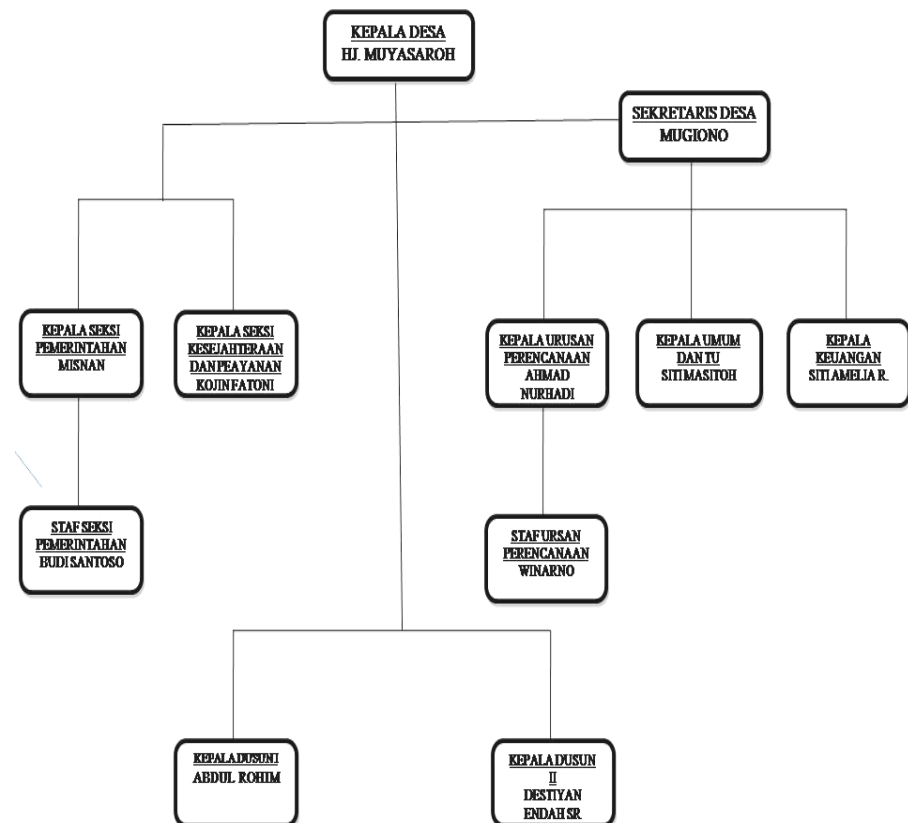 KEPALA DESA
HJ. MUYASAROH
SEKRETARIS DESA
MUGIONO
KEPALA SEKSI
PEMERINTAHAN
MISNAN
KEPALA SEKSI
KESEJAHTERAAN
DAN PEAYANAN
KOJIN FATONI
KEPALA URUSAN
PERENCANAAN
AHMAD
NURHADI
KEPALA UMUM
DAN TU
SITI MASITOH
KEPALA
KEUANGAN
SITI AMELIA R.
STAF SEKSI
PEMERINTAHAN
BUDI SANTOSO
STAF URSAN
PERENCANAAN
WINARNO
KEPALA DUSUN I
ABDUL ROHIM
KEPALA DUSUN
II
DESTIYAN
ENDAH SR